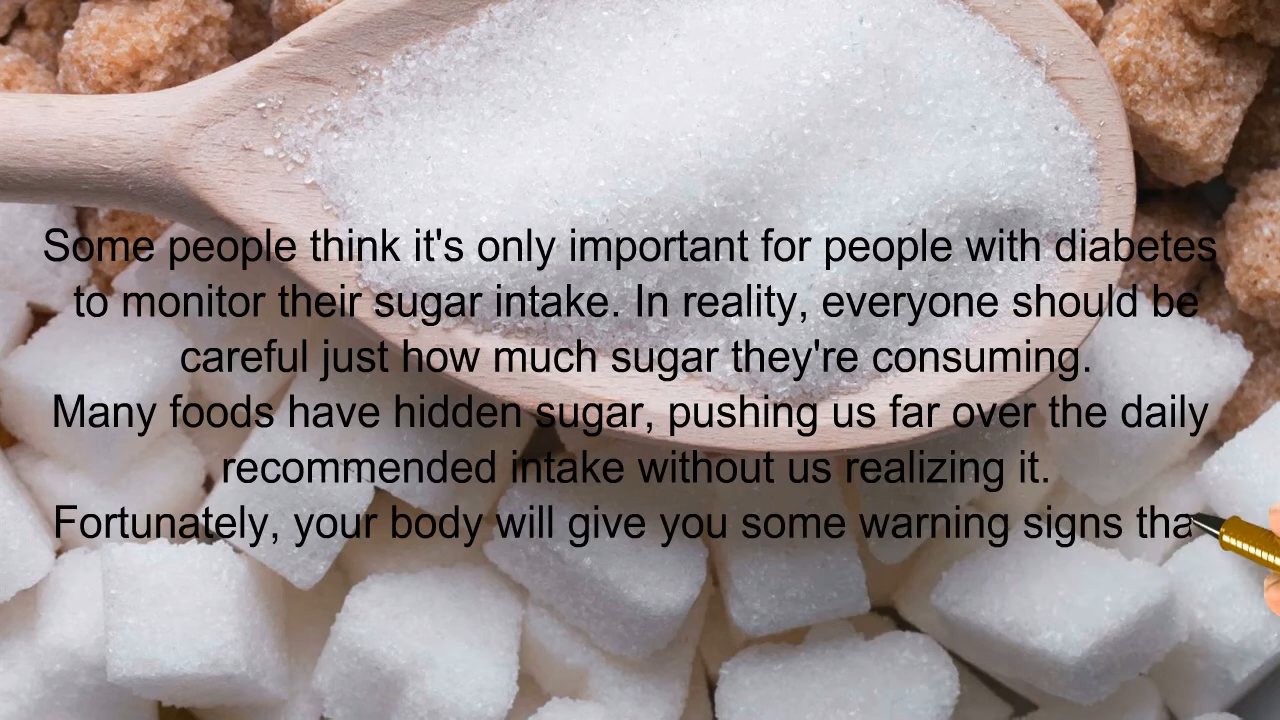 Some people think it's only important for people with diabetes
to monitor their sugar intake. In reality, everyone should be
careful just how much sugar they're consuming.
Many foods have hidden sugar, pushing us far over the daily
recommended intake without us realizing it.
Fortunately, your body will give you some warning signs tha